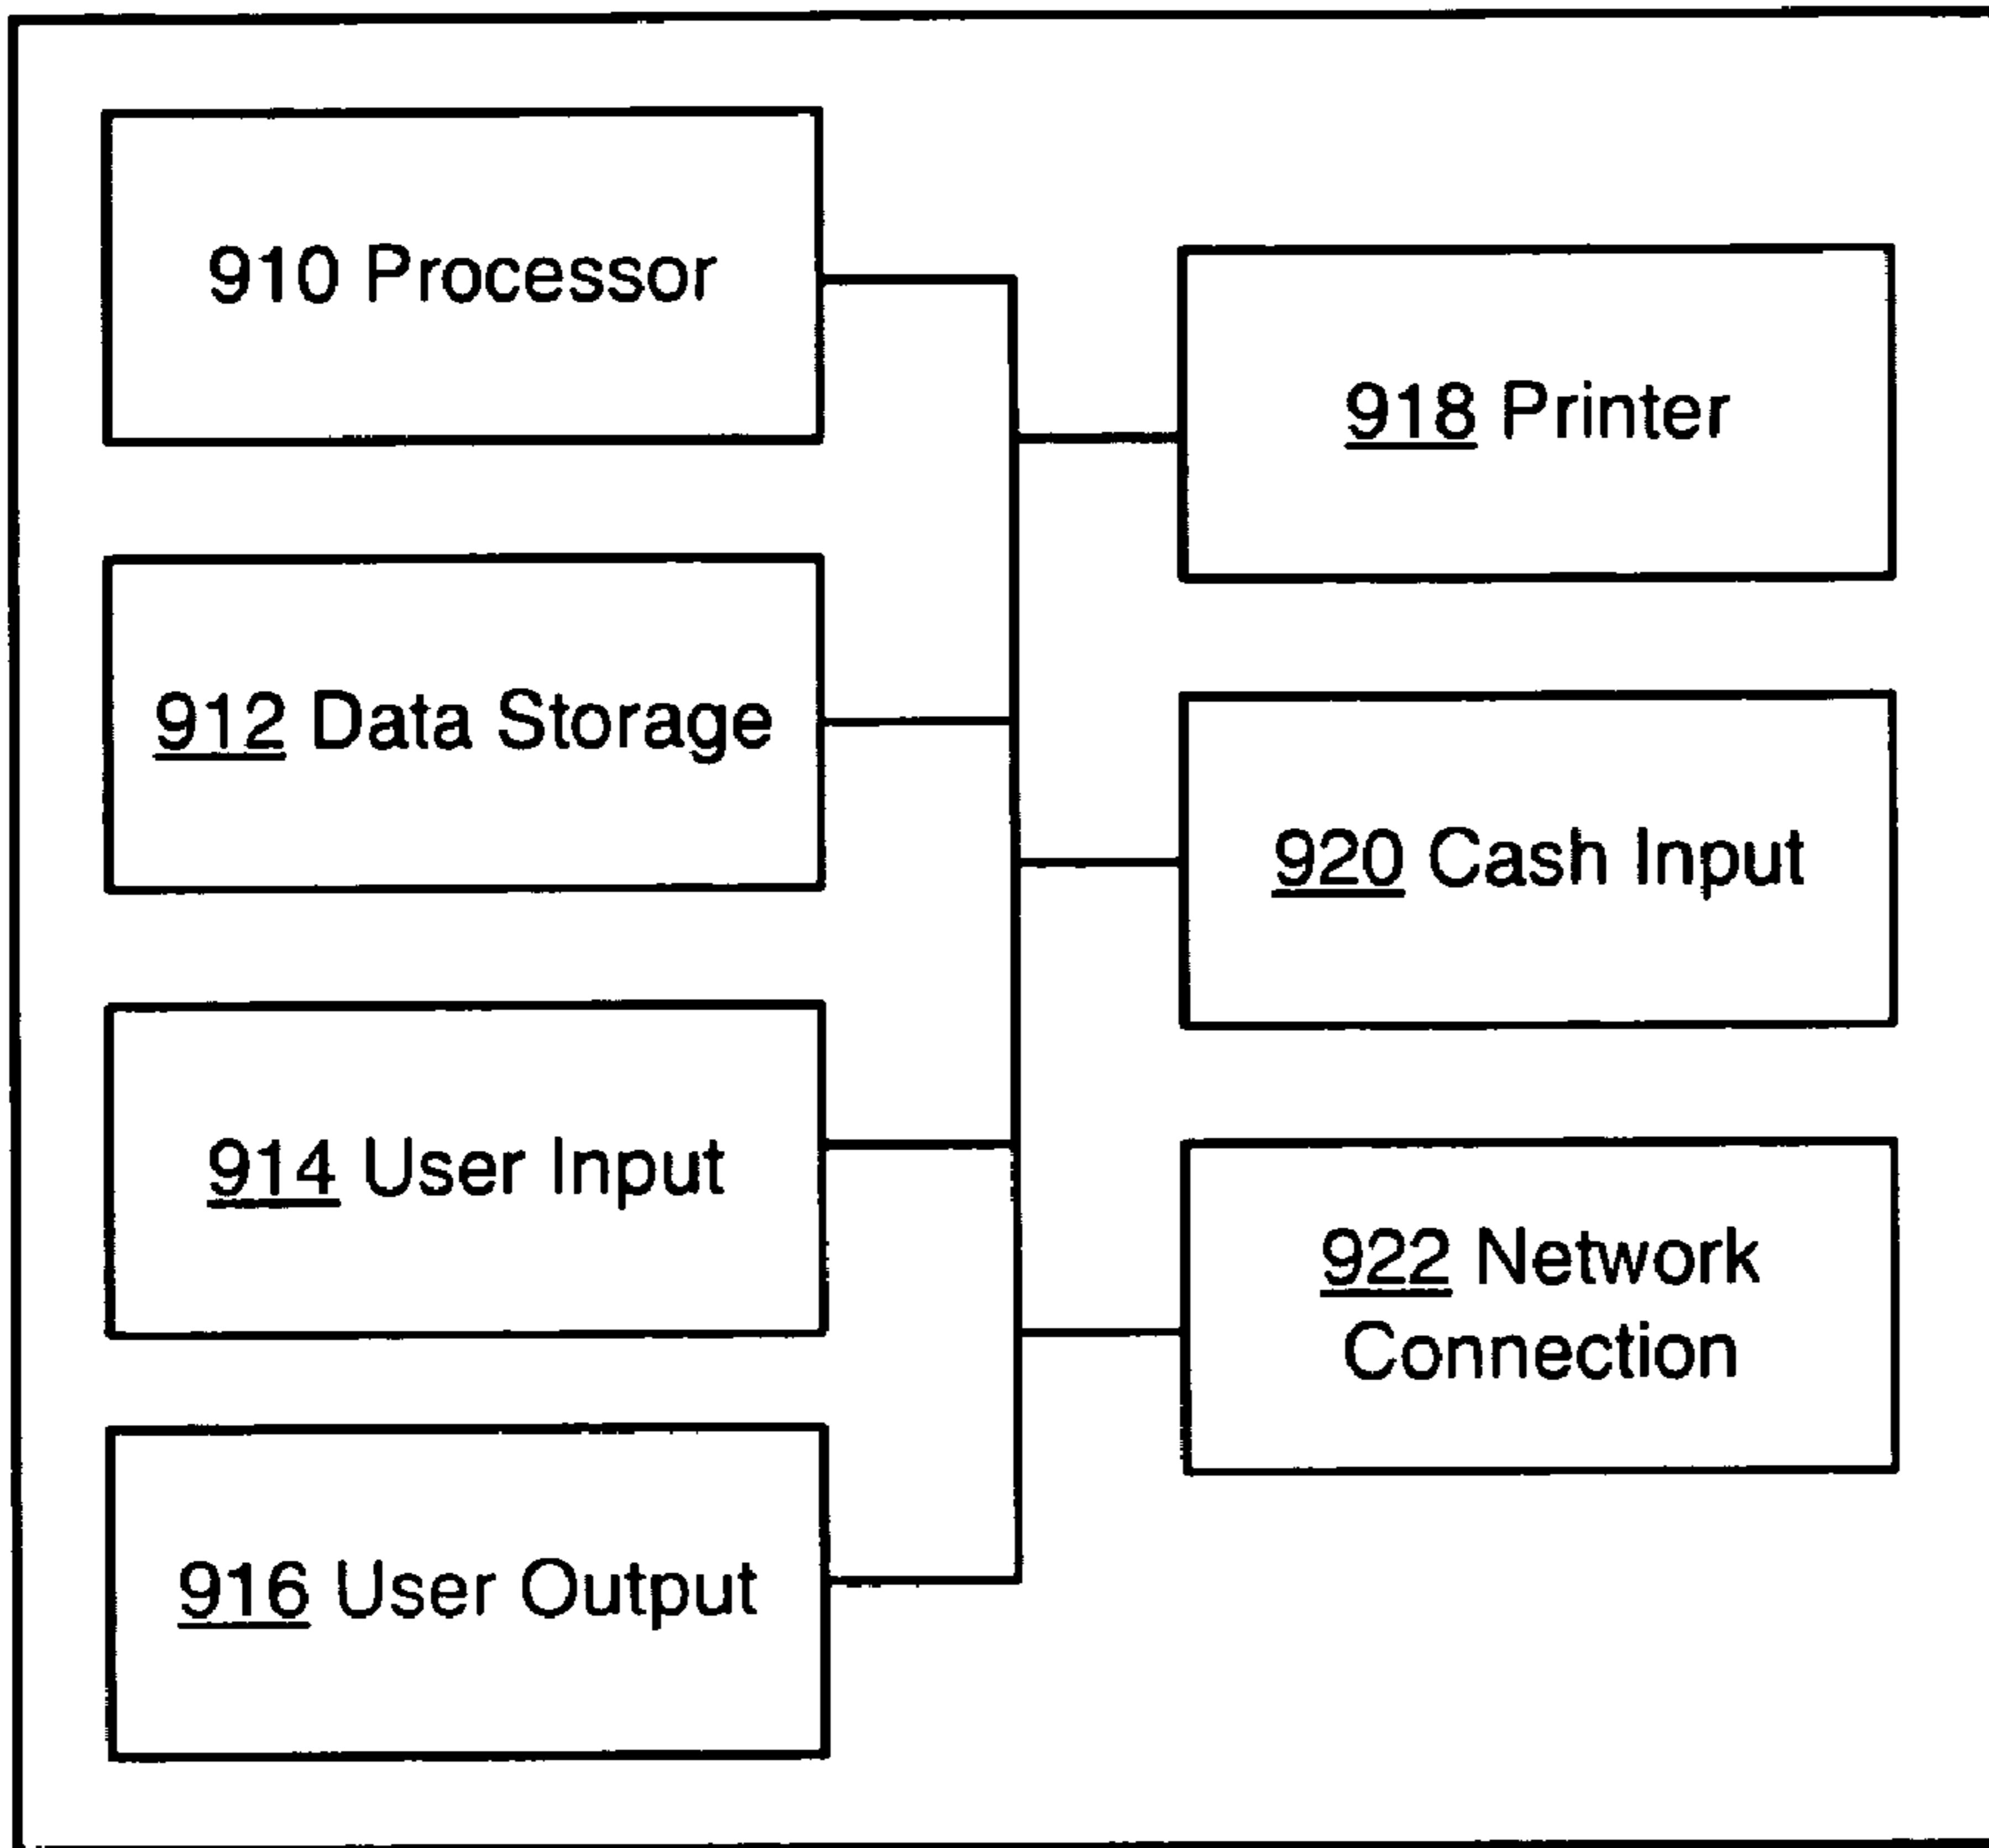 910 Processor
912 Data Storage
914 User Input
916 User Output
918 Printer
920 Cash Input
922 Network
Connection